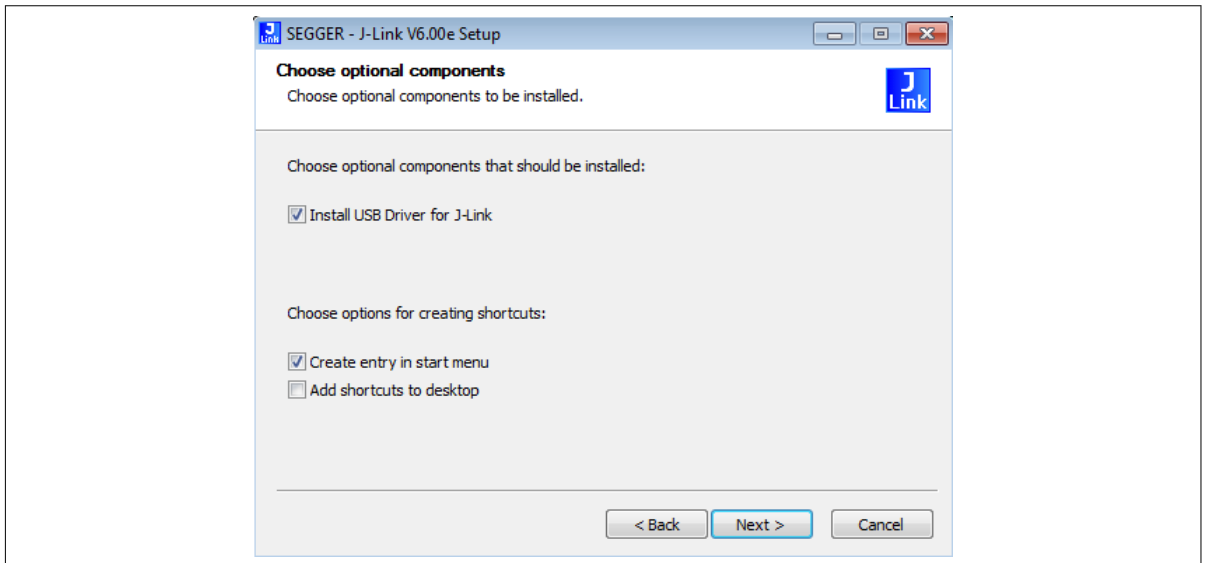 J
Link
SEGGER - J-Link V6.00e Setup
Choose optional components
Choose optional components to be installed.
J
Link
Choose optional components that should be installed:
Install USB Driver for J-Link
Choose options for creating shortcuts:
Create entry in start menu
Add shortcuts to desktop
< Back
Next >
Cancel